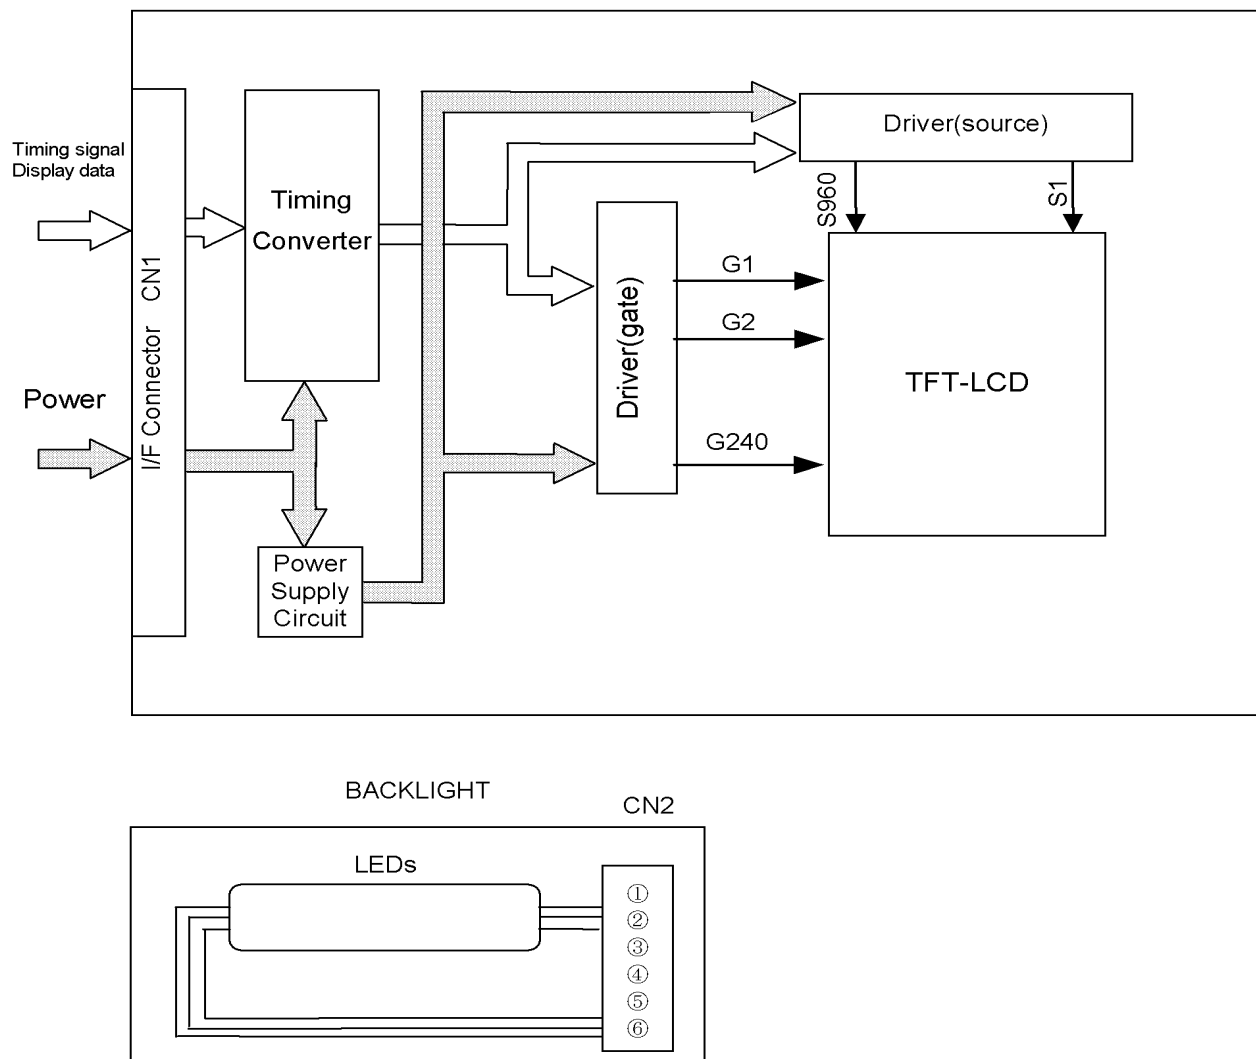 Timing signal
Display data
Power
I/F Connector CN1
Timing
Converter
Power
Supply
Circuit
Driver(source)
S960
S1
Driver(gate)
G1
G2
G240
TFT-LCD
BACKLIGHT
CN2
LEDs
①
②
③
④
⑤
⑥